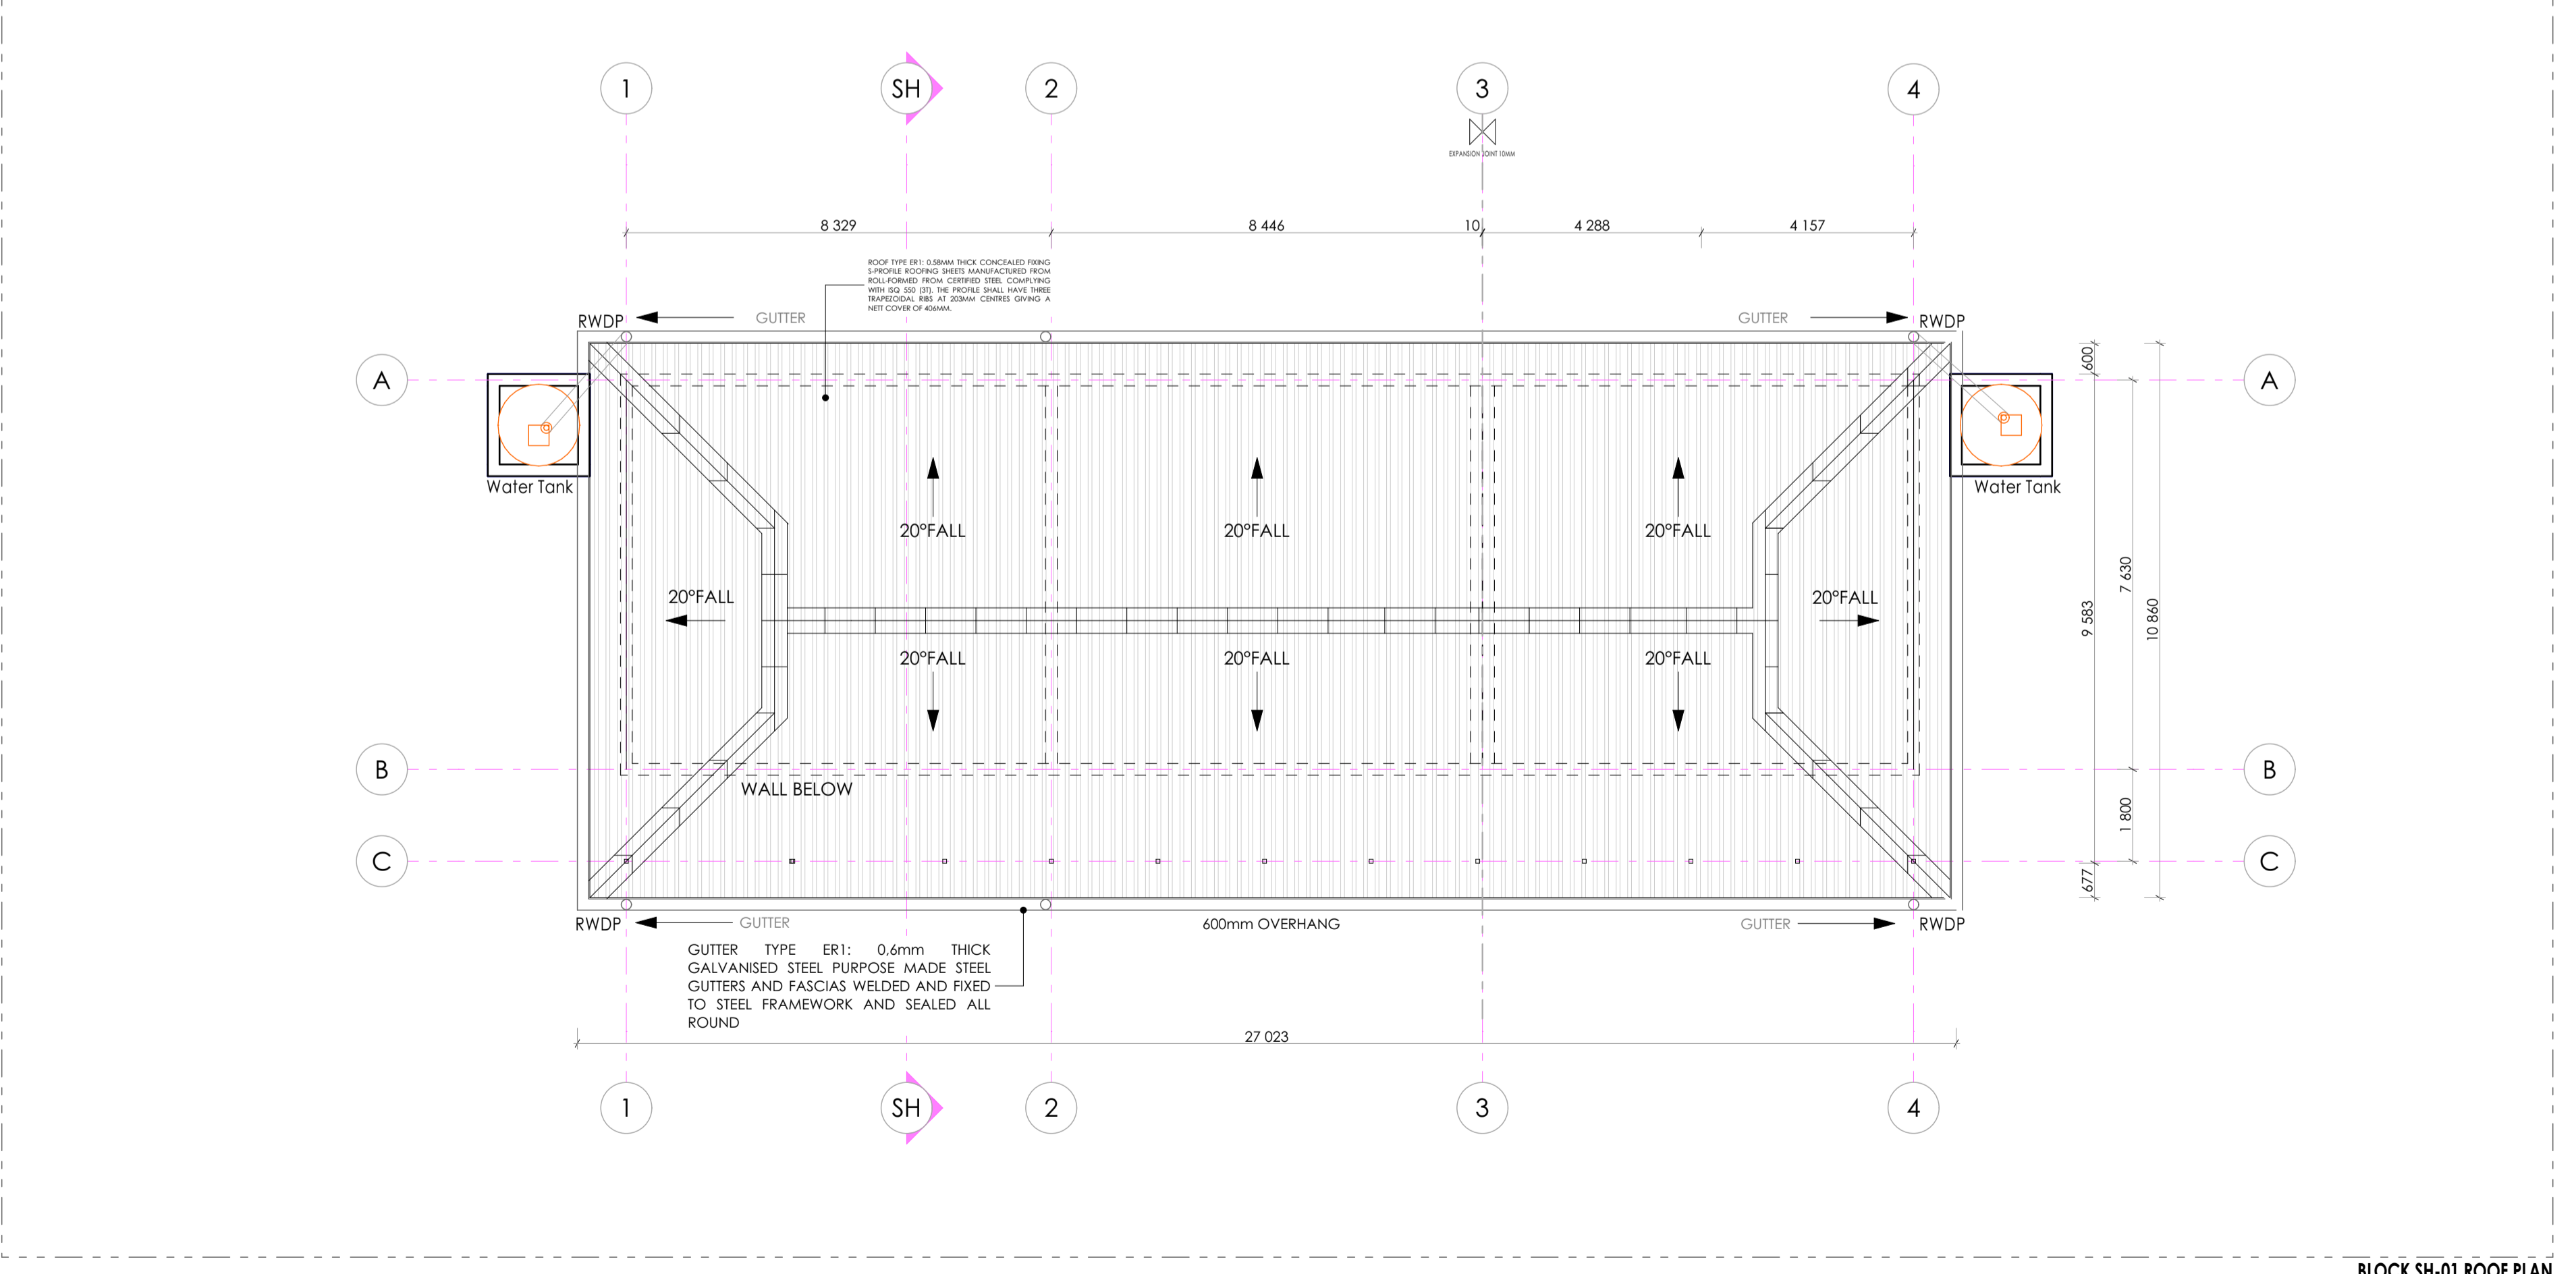 1
SH
2
3
4
EXPANSION JOINT 10MM
8 329
8 446
10
4 288
4 157
ROOF TYPE ER1: 0.58MM THICK CONCEALED FIXING
S-PROFILE ROOFING SHEETS MANUFACTURED FROM
ROLL-FORMED FROM CERTIFIED STEEL COMPLYING
WITH ISQ 550 (3T). THE PROFILE SHALL HAVE THREE
TRAPEZOIDAL RIBS AT 203MM CENTRES GIVING A
NETT COVER OF 406MM.
RWDP
GUTTER
GUTTER
RWDP
600
A
A
Water Tank
Water Tank
20°FALL
20°FALL
20°FALL
20°FALL
20°FALL
7 630
9 583
10 860
20°FALL
20°FALL
20°FALL
B
B
WALL BELOW
1 800
C
C
677
RWDP
GUTTER
600mm OVERHANG
GUTTER
RWDP
GUTTER TYPE ER1: 0,6mm THICK
GALVANISED STEEL PURPOSE MADE STEEL
GUTTERS AND FASCIAS WELDED AND FIXED
TO STEEL FRAMEWORK AND SEALED ALL
ROUND
27 023
1
SH
2
3
4
BLOCK SH-01 ROOF PLAN